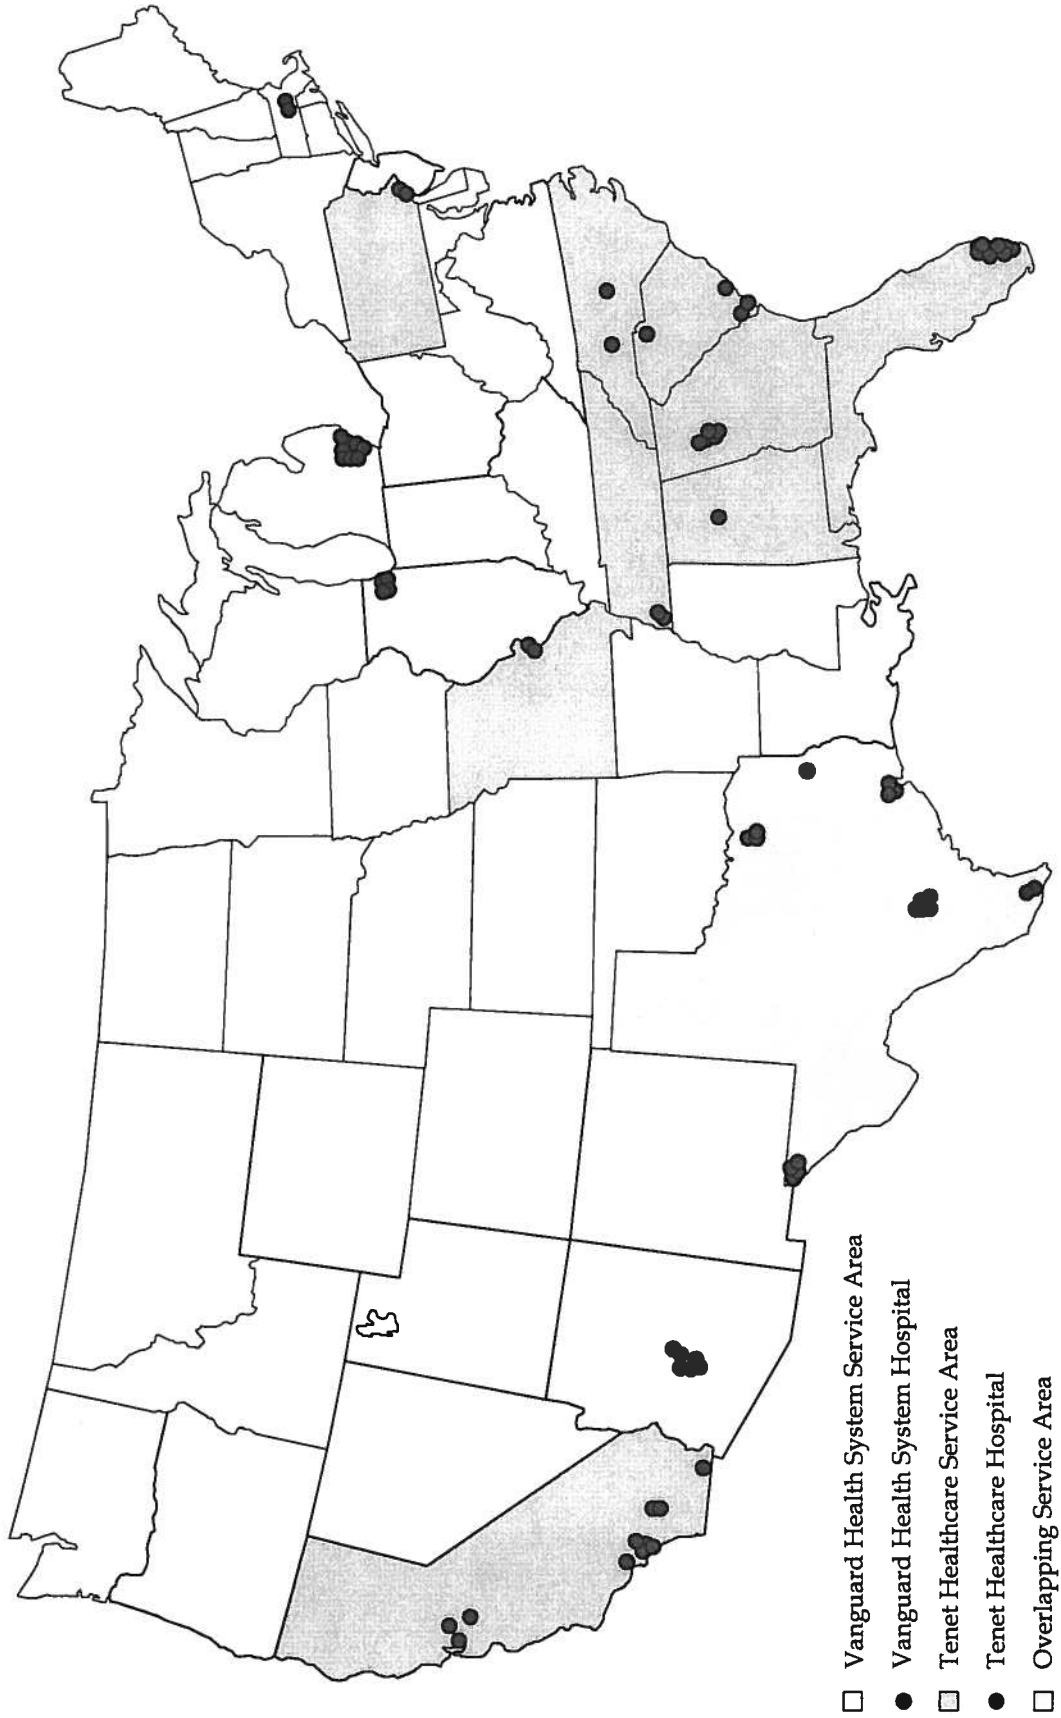 Vanguard Health System Service Area
Vanguard Health System Hospital
Tenet Healthcare Service Area
Tenet Healthcare Hospital
Overlapping Service Area